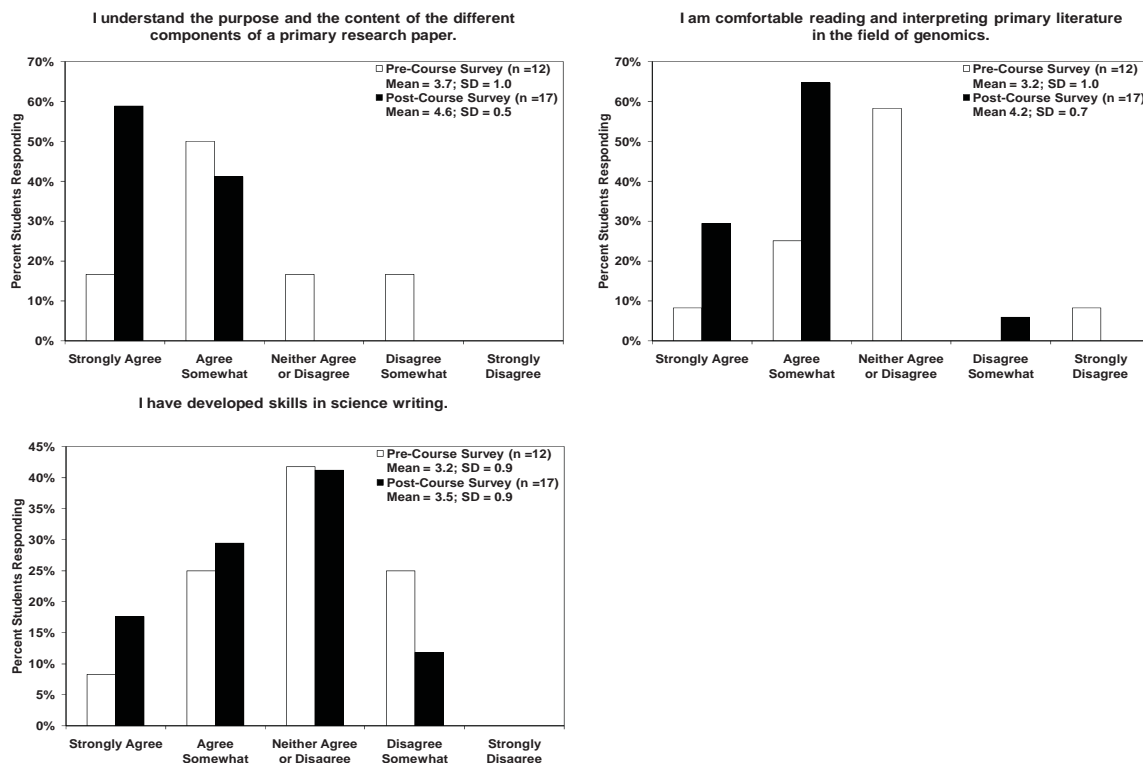 I understand the purpose and the content of the different
components of a primary research paper.
70%
60%
50%
40%
30%
20%
10%
0%
Percent Students Responding
Pre-Course Survey (n =12)
Mean = 3.7; SD = 1.0
Post-Course Survey (n =17)
Mean = 4.6; SD = 0.5
Strongly Agree
Agree
Somewhat
Neither Agree
or Disagree
Disagree
Somewhat
Strongly
Disagree
I am comfortable reading and interpreting primary literature
in the field of genomics.
70%
60%
50%
40%
30%
20%
10%
0%
Percent Students Responding
Pre-Course Survey (n =12)
Mean = 3.2; SD = 1.0
Post-Course Survey (n =17)
Mean 4.2; SD = 0.7
Strongly Agree
Agree
Somewhat
Neither Agree
or Disagree
Disagree
Somewhat
Strongly
Disagree
I have developed skills in science writing.
45%
40%
35%
30%
25%
20%
15%
10%
5%
0%
Percent Students Responding
Pre-Course Survey (n =12)
Mean = 3.2; SD = 0.9
Post-Course Survey (n =17)
Mean = 3.5; SD = 0.9
Strongly Agree
Agree
Somewhat
Neither Agree
or Disagree
Disagree
Somewhat
Strongly
Disagree